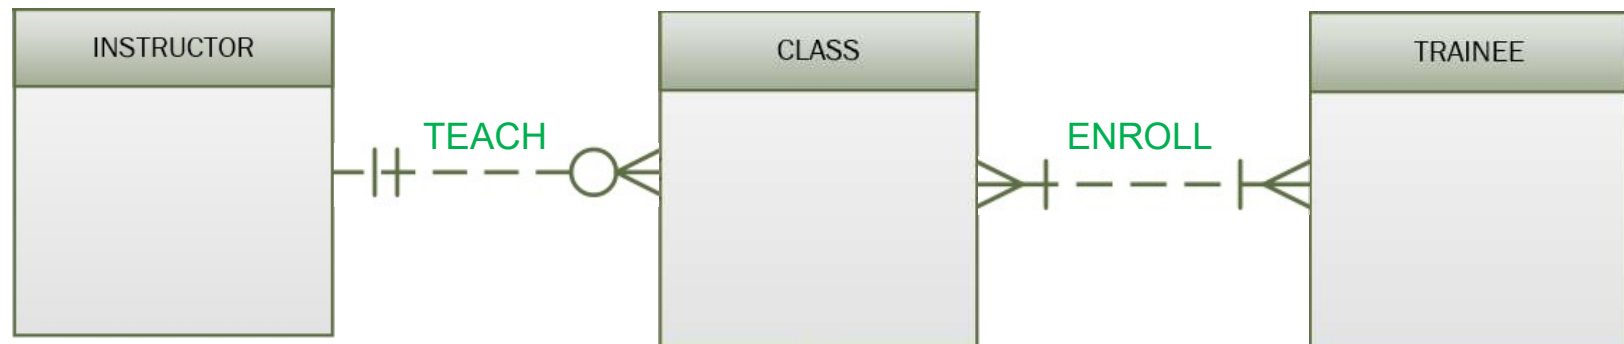 INSTRUCTOR
TEACH
CLASS
ENROLL
TRAINEE